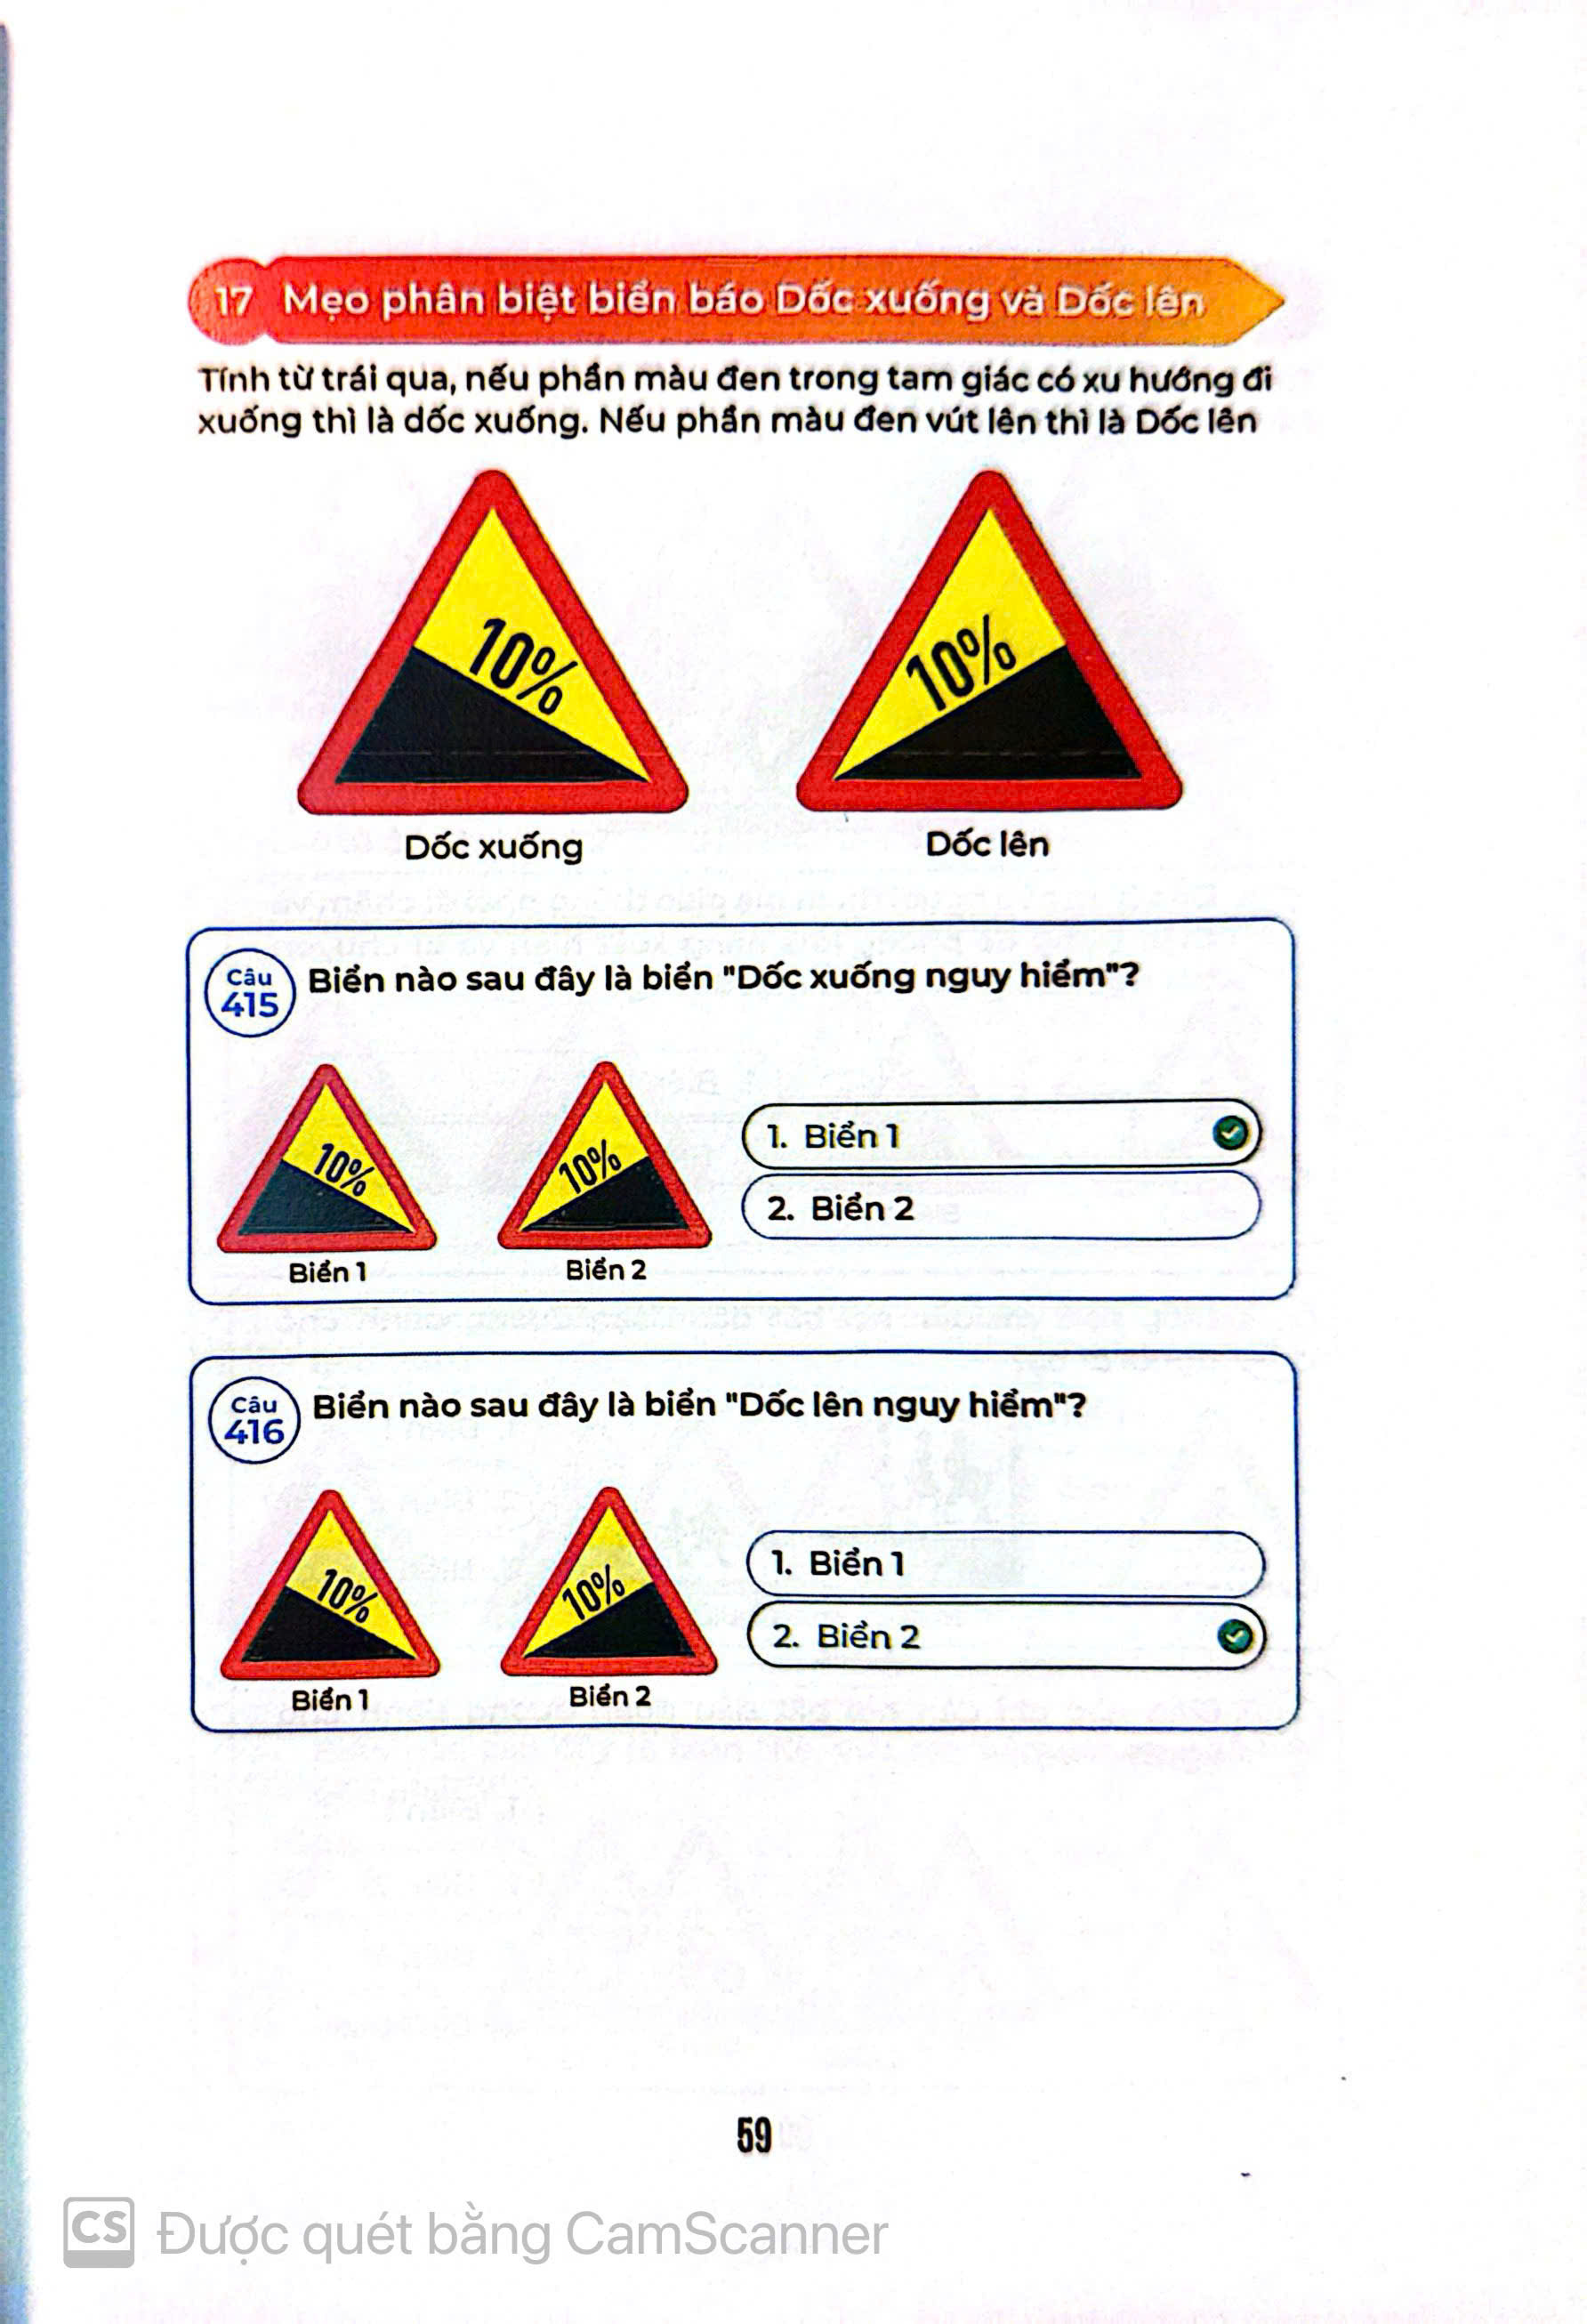 17 Mẹo phân biệt biển báo Dốc xuống và Dốc lên
Tính từ trái qua, nếu phần màu đen trong tam giác có xu hướng đi
xuống thì là dốc xuống. Nếu phần màu đen vút lên thì là Dốc lên
10%
10%
Dốc xuống
Dốc lên
Câu
415
Biển nào sau đây là biển "Dốc xuống nguy hiểm"?
10%
10%
Biển 1
Biển 2
1. Biển 1
2. Biển 2
Câu
416
Biển nào sau đây là biển "Dốc lên nguy hiểm"?
10%
10%
Biển 1
Biển 2
1. Biển 1
2. Biển 2
59
CS Được quét bằng CamScanner